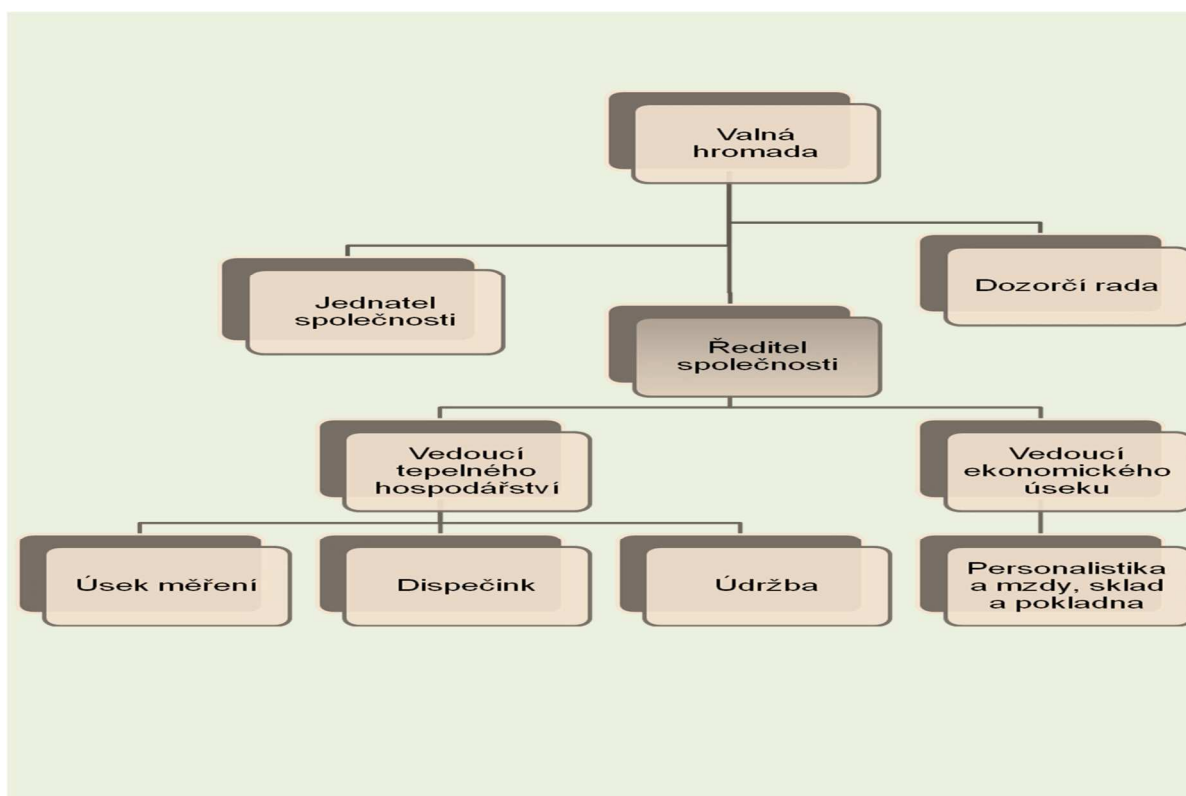 Valná
hromada
Jednatel
společnosti
Dozorčí rada
Ředitel
společnosti
Vedoucí
tepelného
hospodářství
Vedoucí
ekonomického
úseku
Úsek měření
Dispečink
Údržba
Personalistika
a mzdy, sklad
a pokladna